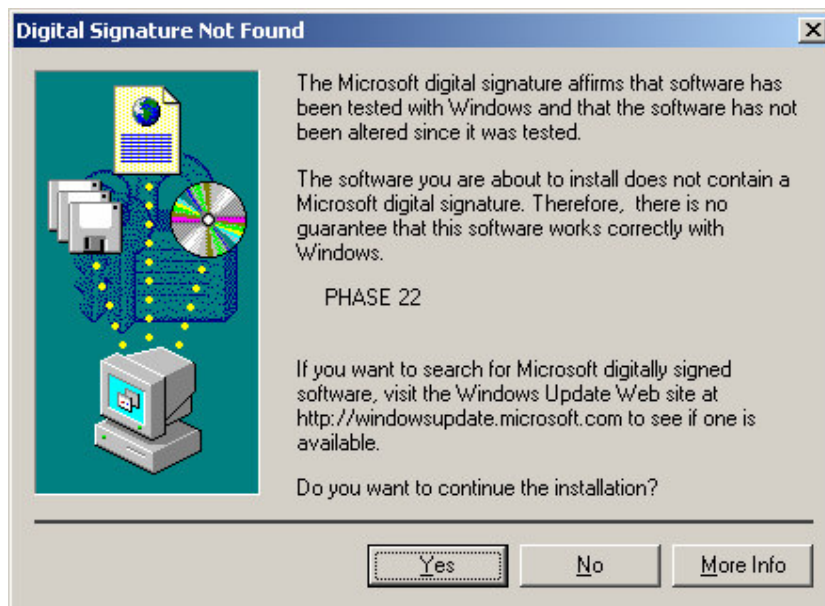 Digital Signature Not Found
The Microsoft digital signature affirms that software has
been tested with Windows and that the software has not
been altered since it was tested.
The software you are about to install does not contain a
Microsoft digital signature. Therefore,  there is no
guarantee that this software works correctly with
Windows.
PHASE 22
If you want to search for Microsoft digitally signed
software, visit the Windows Update Web site at
http://windowsupdate.microsoft.com to see if one is
available.
Do you want to continue the installation?
Yes No More Info